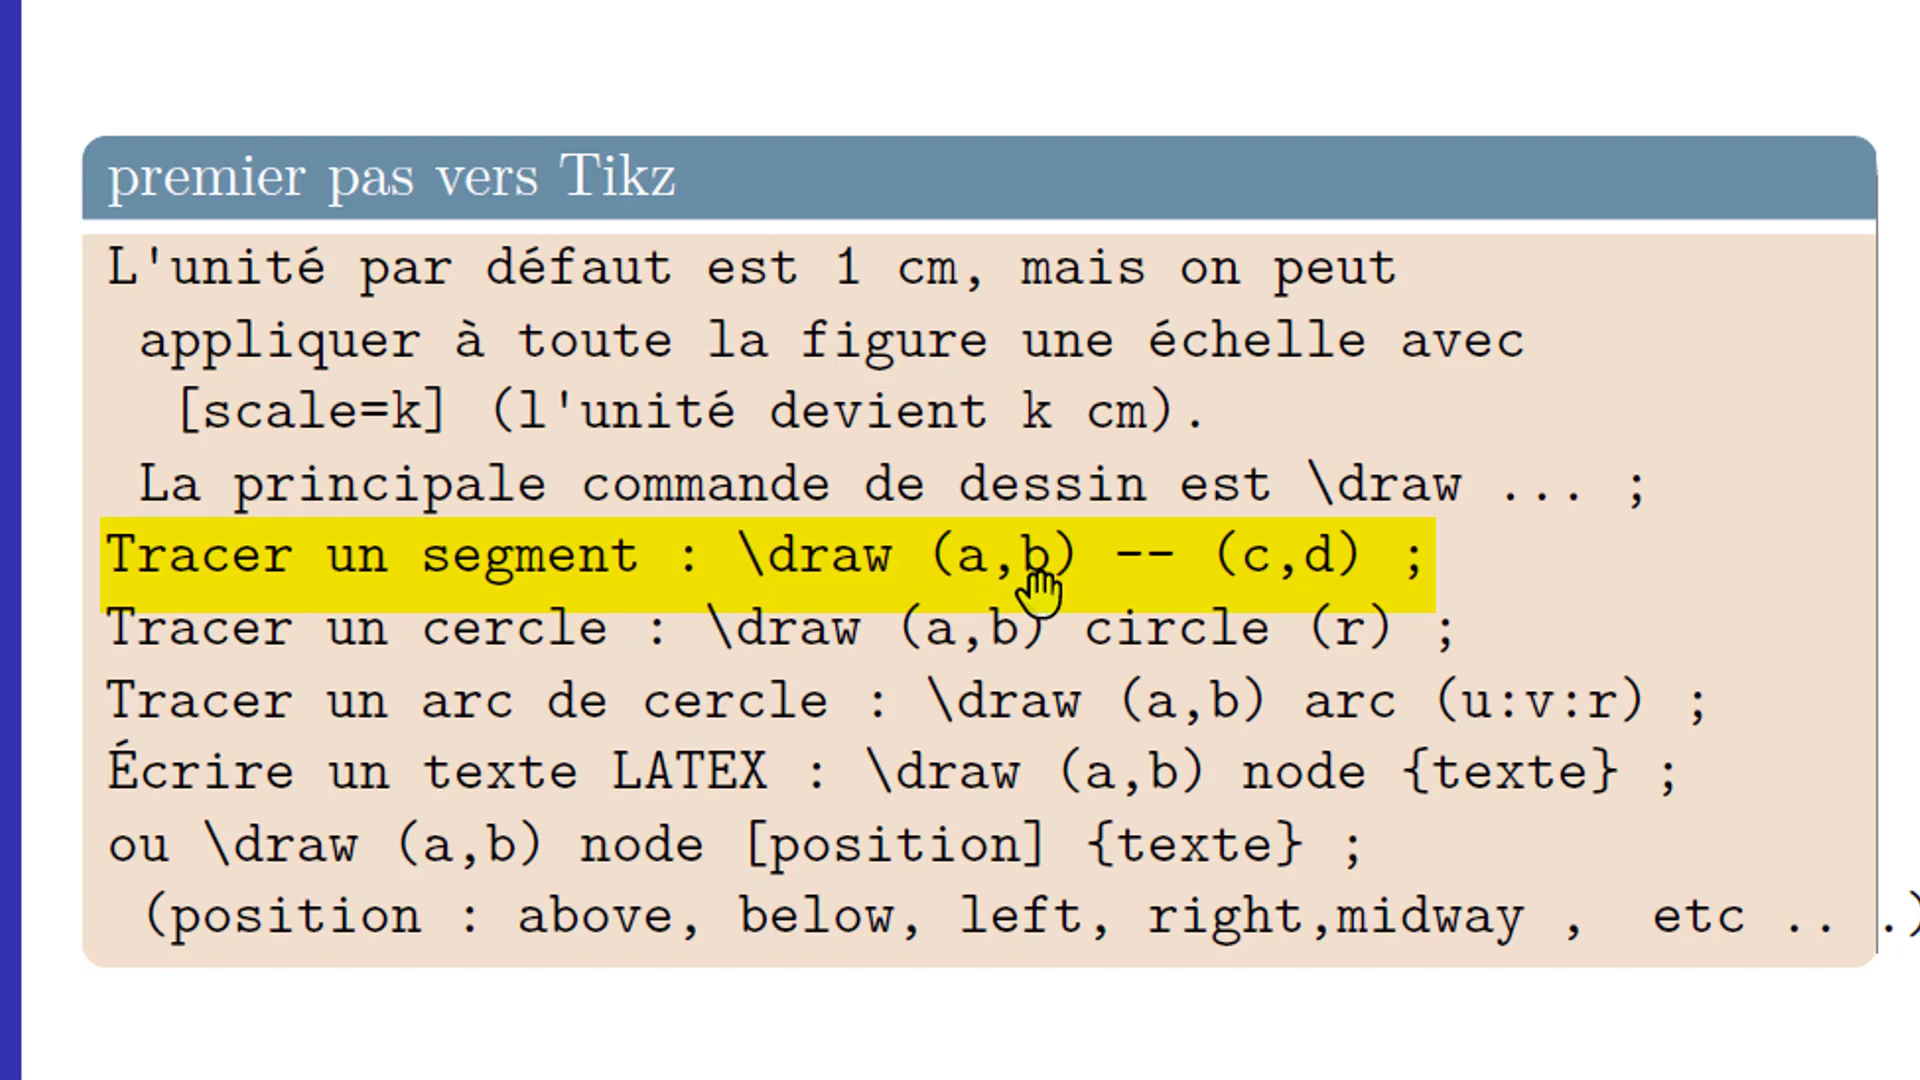 premier pas vers Tikz
L'unité par défaut est 1 cm, mais on peut
appliquer à toute la figure une échelle avec
[scale=k] (l'unité devient k cm).
La principale commande de dessin est \draw ... ;
Tracer un segment : \draw (a,b) -- (c,d) ;
Tracer un cercle : \draw (a,b) circle (r) ;
Tracer un arc de cercle : \draw (a,b) arc (u:v:r) ;
Écrire un texte LATEX : \draw (a,b) node {texte} ;
ou \draw (a,b) node [position] {texte} ;
(position : above, below, left, right,midway ,  etc .. .)